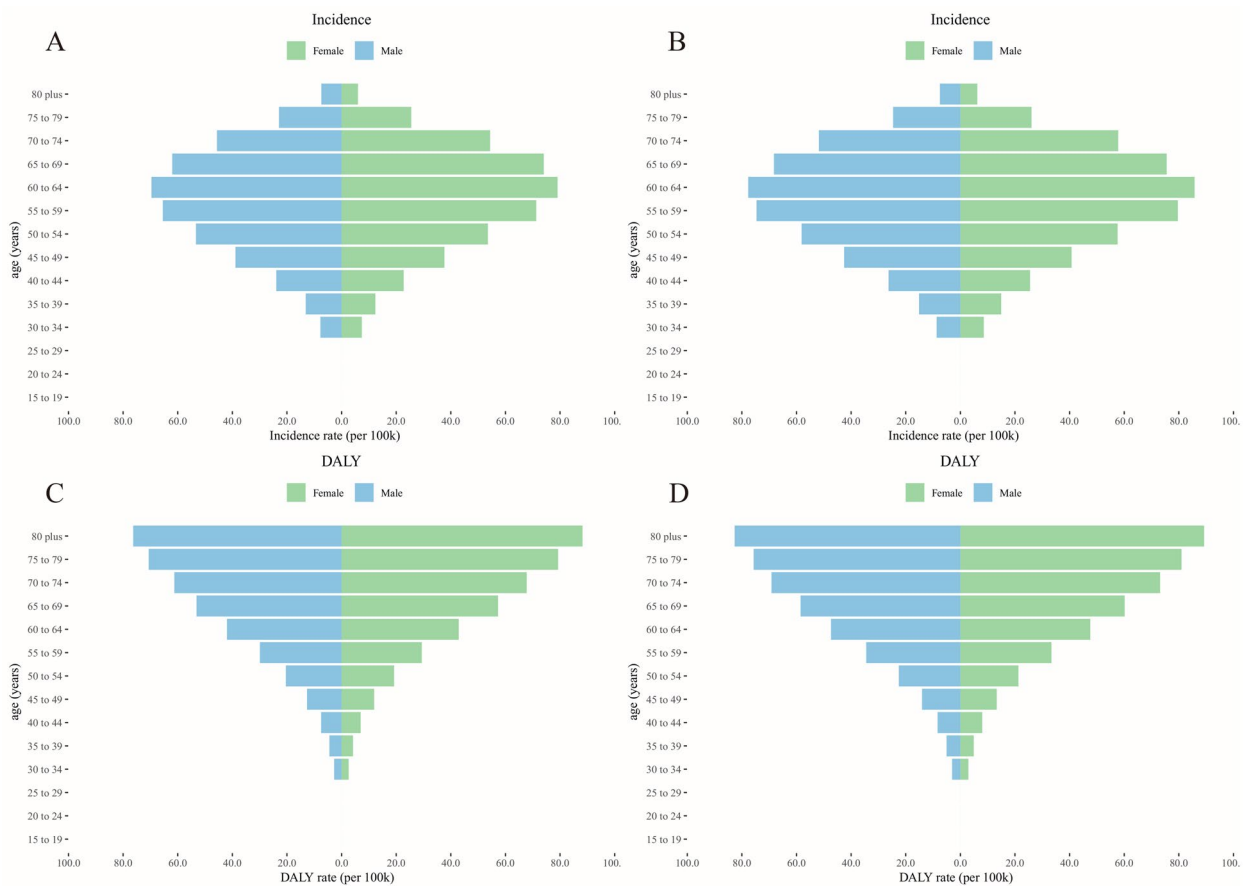 A
Incidence
Female Male
80 plus
75 to 79
70 to 74
65 to 69
60 to 64
55 to 59
50 to 54
45 to 49
40 to 44
35 to 39
30 to 34
25 to 29
20 to 24
15 to 19
age (years)
100.0 80.0 60.0 40.0 20.0 0.0 20.0 40.0 60.0 80.0 100.
Incidence rate (per 100k)
B
Incidence
Female Male
80 plus
75 to 79
70 to 74
65 to 69
60 to 64
55 to 59
50 to 54
45 to 49
40 to 44
35 to 39
30 to 34
25 to 29
20 to 24
15 to 19
age (years)
100.0 80.0 60.0 40.0 20.0 0.0 20.0 40.0 60.0 80.0 100.
Incidence rate (per 100k)
C
DALY
Female Male
80 plus
75 to 79
70 to 74
65 to 69
60 to 64
55 to 59
50 to 54
45 to 49
40 to 44
35 to 39
30 to 34
25 to 29
20 to 24
15 to 19
age (years)
100.0 80.0 60.0 40.0 20.0 0.0 20.0 40.0 60.0 80.0 100.
DALY rate (per 100k)
D
DALY
Female Male
80 plus
75 to 79
70 to 74
65 to 69
60 to 64
55 to 59
50 to 54
45 to 49
40 to 44
35 to 39
30 to 34
25 to 29
20 to 24
15 to 19
age (years)
100.0 80.0 60.0 40.0 20.0 0.0 20.0 40.0 60.0 80.0 100.
DALY rate (per 100k)